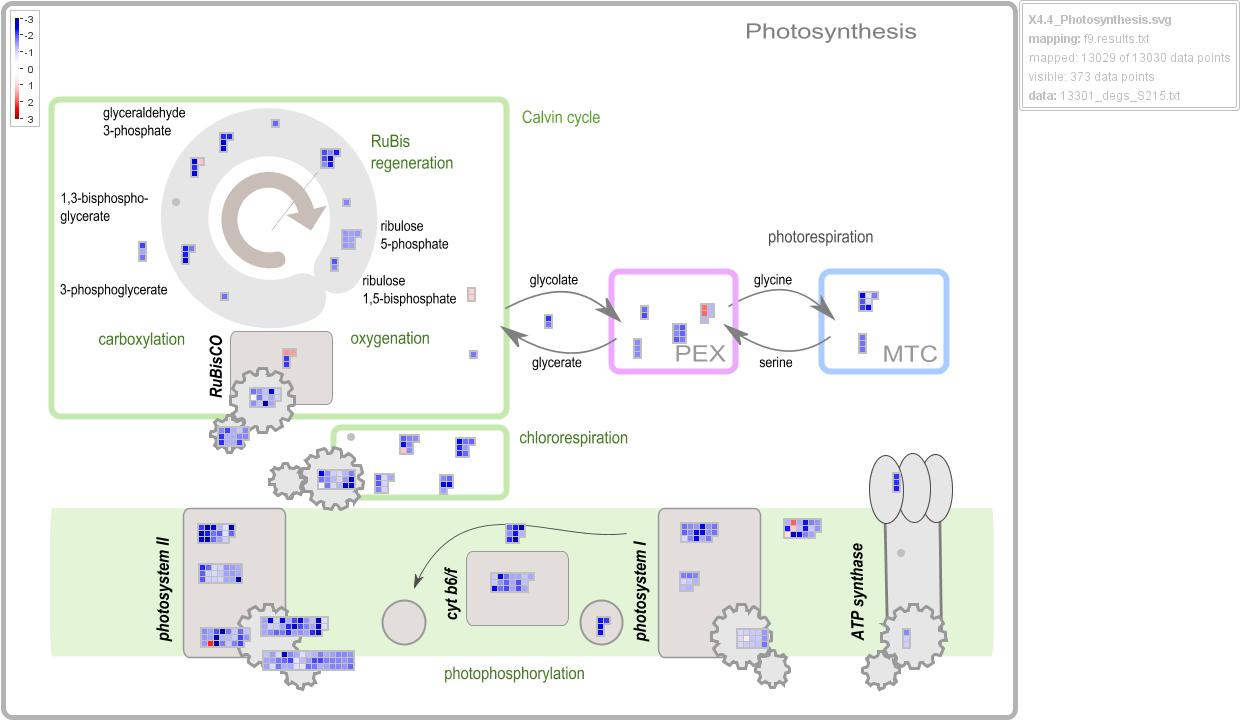 -3
-2
-1
0
1
2
3
Photosynthesis
X4.4_Photosynthesis.svg
mapping: f9.results.txt
mapped: 13029 of 13030 data points
visible: 373 data points
data: 13301_degs_S215.txt
glyceraldehyde
3-phosphate
Calvin cycle
RuBis
regeneration
1,3-bisphospho-
glycerate
ribulose
5-phosphate
photorespiration
3-phosphoglycerate
ribulose
1,5-bisphosphate
glycolate
glycine
carboxylation
oxygenation
RuBisCO
glycerate
PEX
serine
MTC
chlororespiration
photosystem II
cyt b6/f
photosystem I
ATP synthase
photophosphorylation